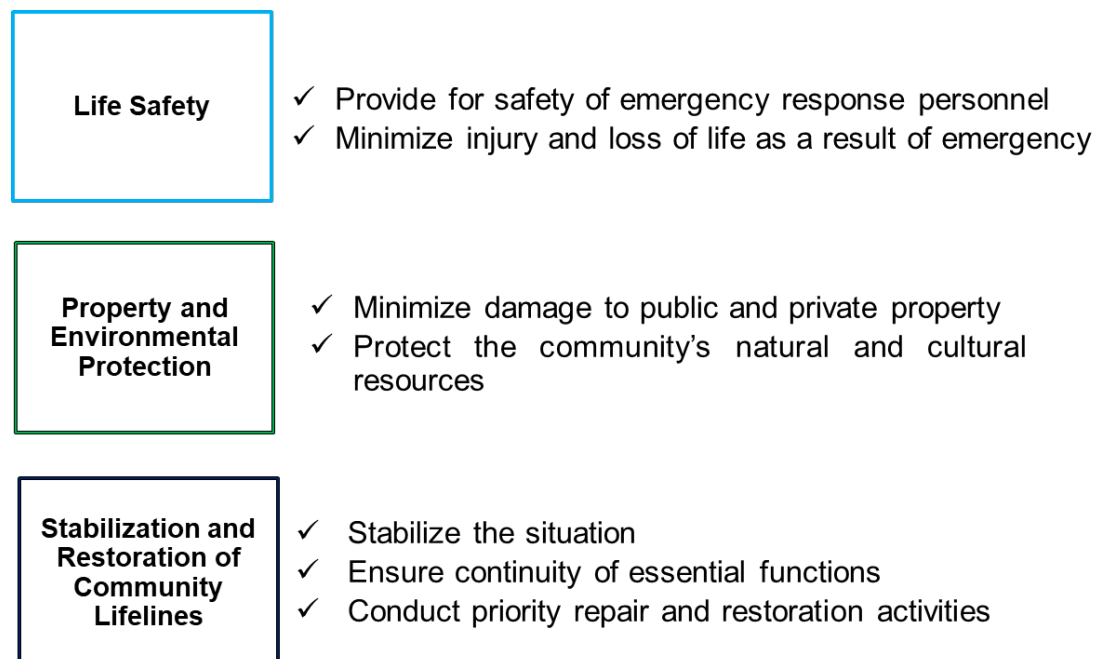 Life Safety
✓ Provide for safety of emergency response personnel
✓ Minimize injury and loss of life as a result of emergency
Property and
Environmental
Protection
✓ Minimize damage to public and private property
✓ Protect the community’s natural and cultural
resources
Stabilization and
Restoration of
Community
Lifelines
✓ Stabilize the situation
✓ Ensure continuity of essential functions
✓ Conduct priority repair and restoration activities